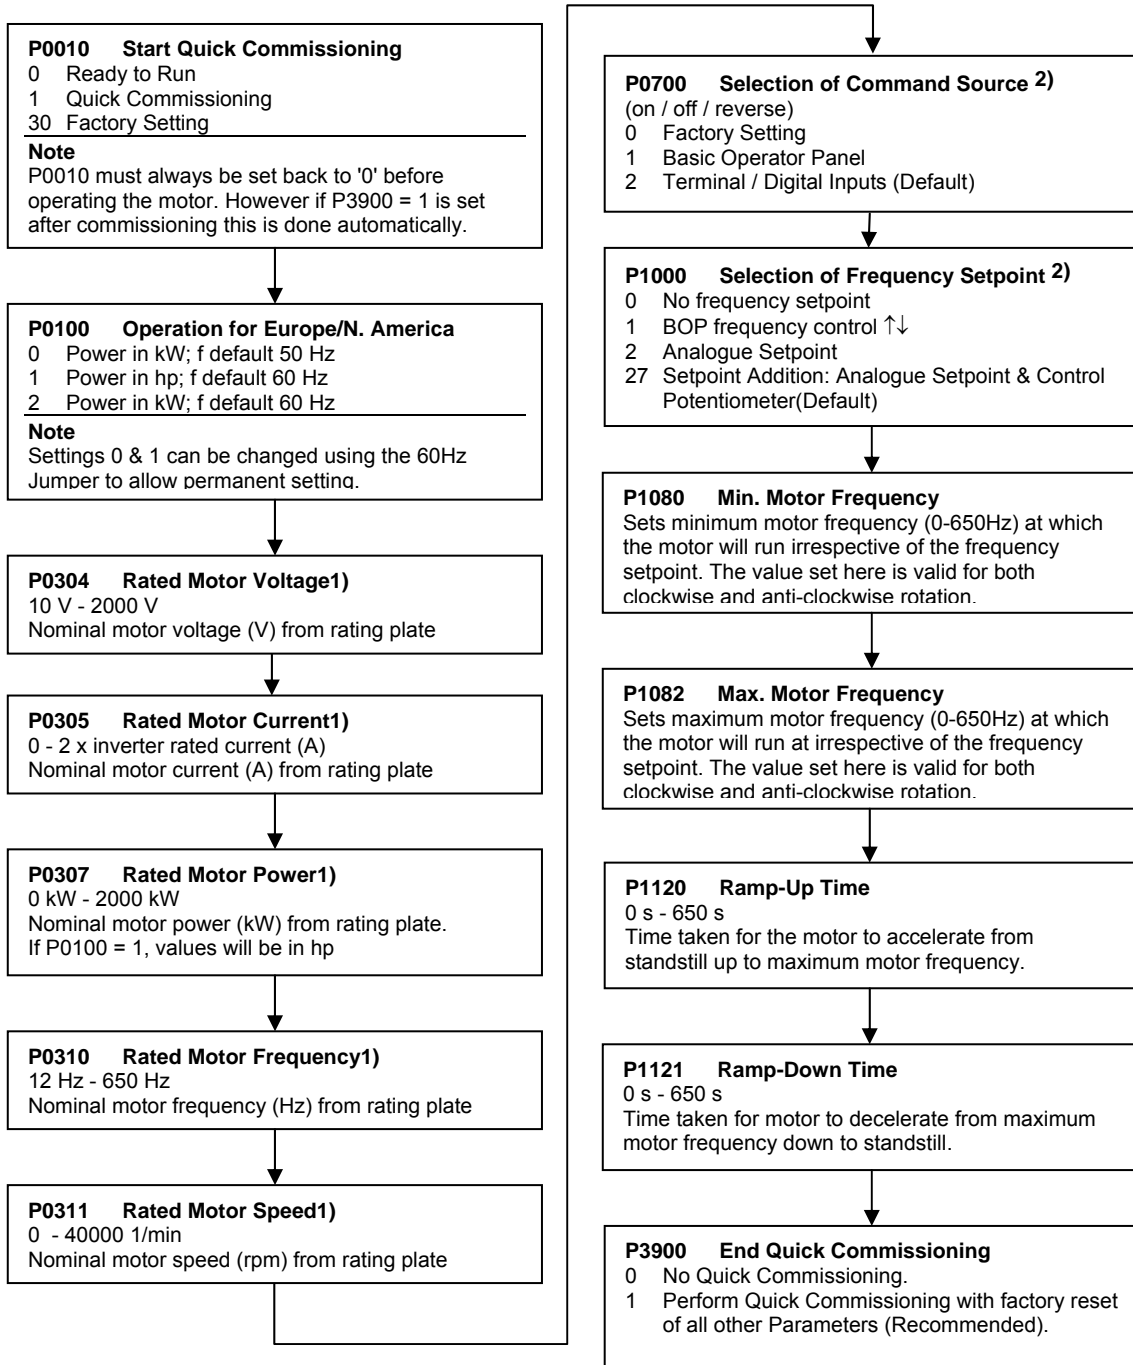 P0010 Start Quick Commissioning
0 Ready to Run
1 Quick Commissioning
30 Factory Setting
Note
P0010 must always be set back to '0' before
operating the motor. However if P3900 = 1 is set
after commissioning this is done automatically.
P0100 Operation for Europe/N. America
0 Power in kW; f default 50 Hz
1 Power in hp; f default 60 Hz
2 Power in kW; f default 60 Hz
Note
Settings 0 & 1 can be changed using the 60Hz
Jumper to allow permanent setting.
P0304 Rated Motor Voltage1)
10 V - 2000 V
Nominal motor voltage (V) from rating plate
P0305 Rated Motor Current1)
0 - 2 x inverter rated current (A)
Nominal motor current (A) from rating plate
P0307 Rated Motor Power1)
0 kW - 2000 kW
Nominal motor power (kW) from rating plate.
If P0100 = 1, values will be in hp
P0310 Rated Motor Frequency1)
12 Hz - 650 Hz
Nominal motor frequency (Hz) from rating plate
P0311 Rated Motor Speed1)
0 - 40000 1/min
Nominal motor speed (rpm) from rating plate
P0700 Selection of Command Source 2)
(on / off / reverse)
0 Factory Setting
1 Basic Operator Panel
2 Terminal / Digital Inputs (Default)
P1000 Selection of Frequency Setpoint 2)
0 No frequency setpoint
1 BOP frequency control ↑↓
2 Analogue Setpoint
27 Setpoint Addition: Analogue Setpoint & Control
Potentiometer(Default)
P1080 Min. Motor Frequency
Sets minimum motor frequency (0-650Hz) at which
the motor will run irrespective of the frequency
setpoint. The value set here is valid for both
clockwise and anti-clockwise rotation.
P1082 Max. Motor Frequency
Sets maximum motor frequency (0-650Hz) at which
the motor will run at irrespective of the frequency
setpoint. The value set here is valid for both
clockwise and anti-clockwise rotation.
P1120 Ramp-Up Time
0 s - 650 s
Time taken for the motor to accelerate from
standstill up to maximum motor frequency.
P1121 Ramp-Down Time
0 s - 650 s
Time taken for motor to decelerate from maximum
motor frequency down to standstill.
P3900 End Quick Commissioning
0 No Quick Commissioning.
1 Perform Quick Commissioning with factory reset
of all other Parameters (Recommended).